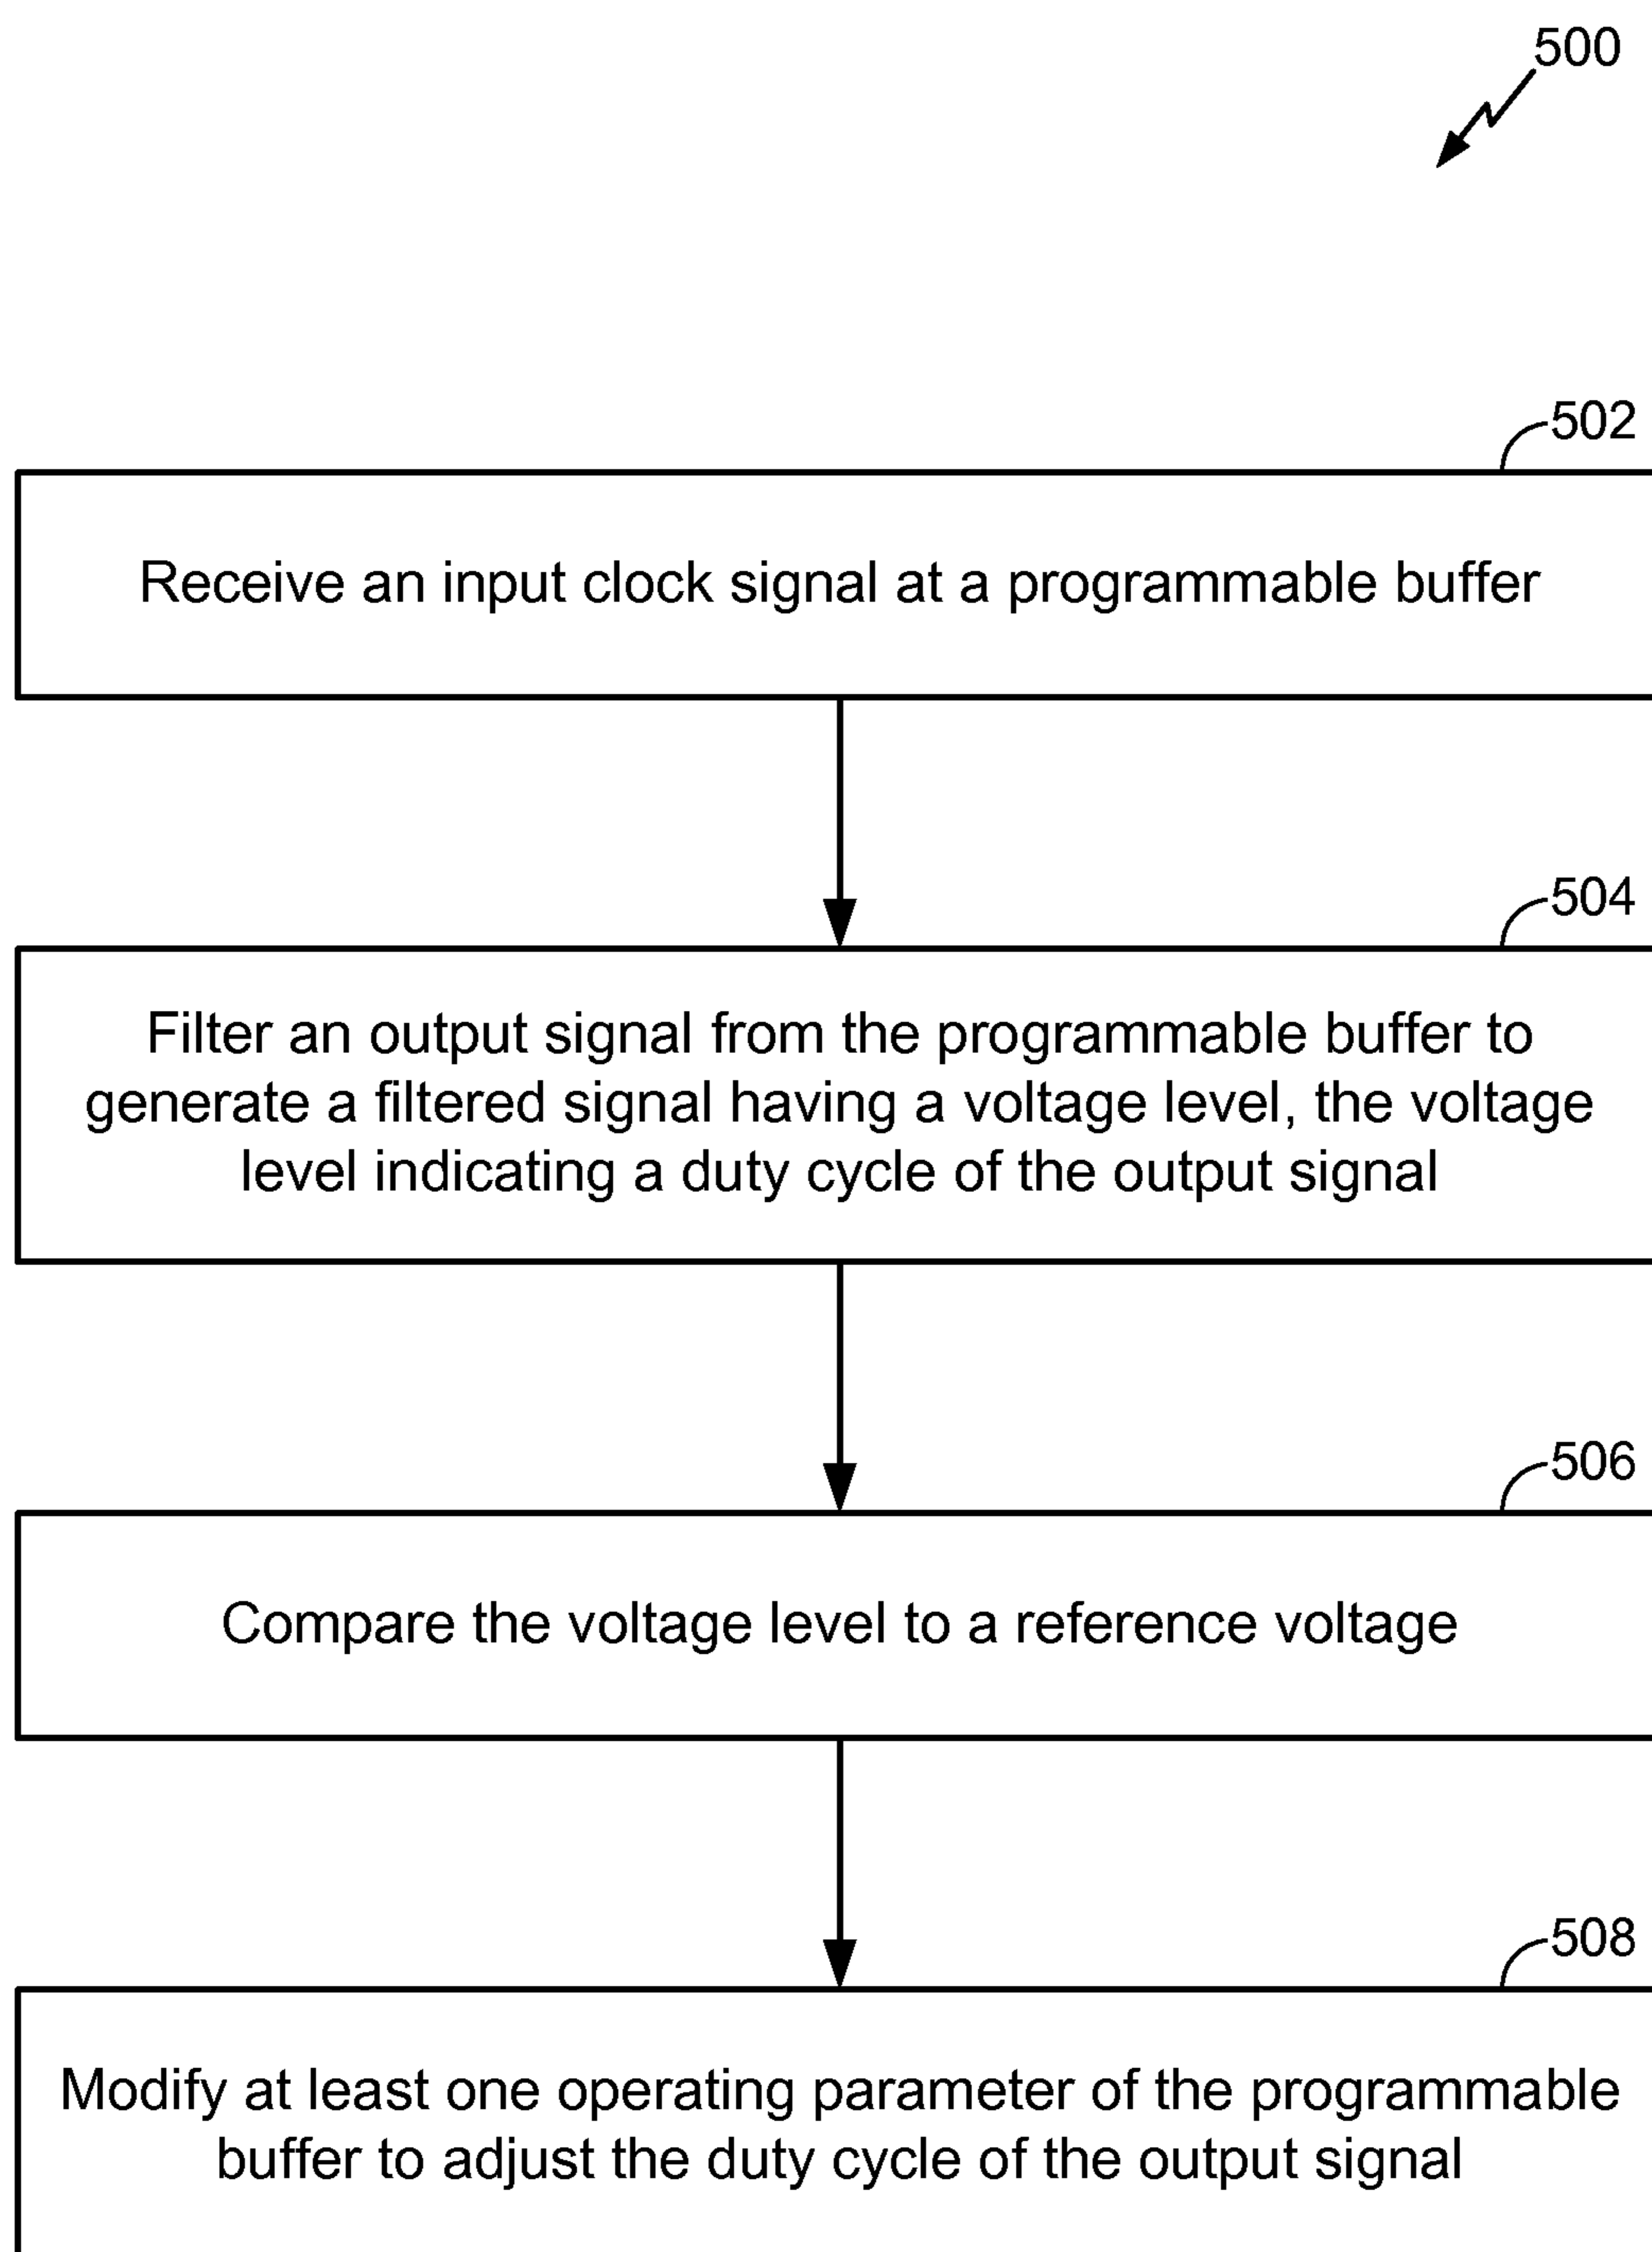 500
502
Receive an input clock signal at a programmable buffer
504
Filter an output signal from the programmable buffer to
generate a filtered signal having a voltage level, the voltage
level indicating a duty cycle of the output signal
506
Compare the voltage level to a reference voltage
508
Modify at least one operating parameter of the programmable
buffer to adjust the duty cycle of the output signal